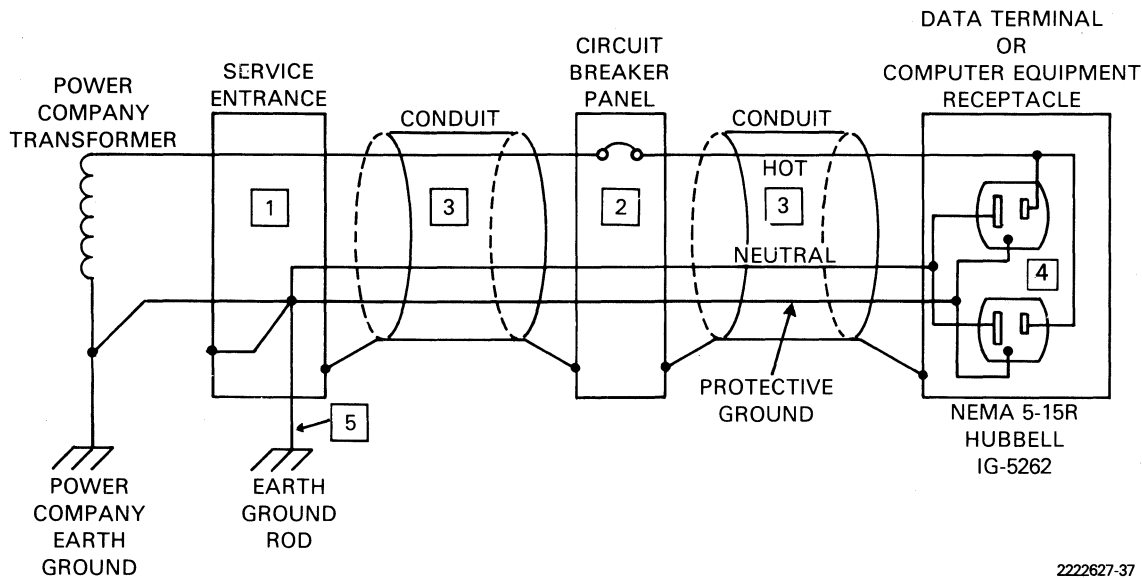 DATA TERMINAL
OR
COMPUTER EQUIPMENT
RECEPTACLE
CIRCUIT
BREAKER
PANEL
SERVICE
ENTRANCE
POWER
COMPANY
TRANSFORMER
CONDUIT
CONDUIT
HOT
1
3
2
3
NEUTRAL
4
PROTECTIVE
GROUND
5
NEMA 5-15R
HUBBELL
IG-5262
POWER
COMPANY
EARTH
GROUND
EARTH
GROUND
ROD
2222627-37